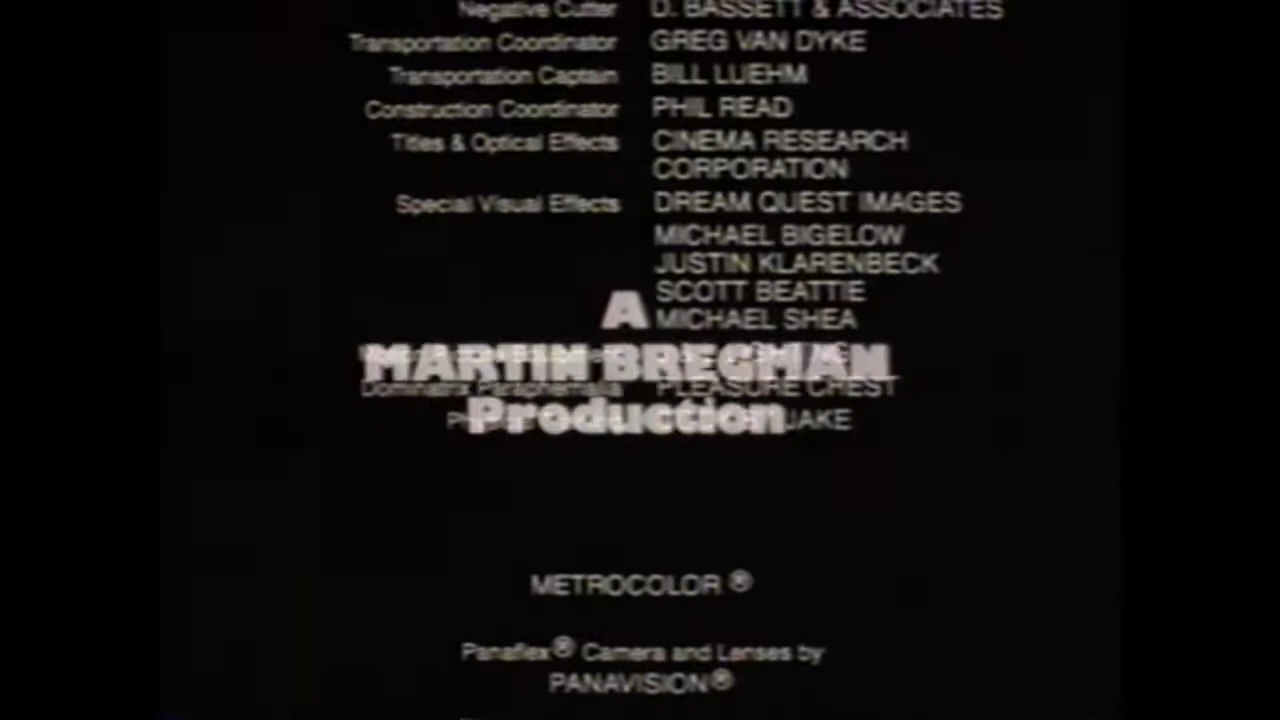 Negative Cutter D. BASSETT & ASSOCIATES
Transportation Coordinator GREG VAN DYKE
Transportation Captain BILL LUEHM
Construction Coordinator PHIL READ
Titles & Optical Effects CINEMA RESEARCH
CORPORATION
Special Visual Effects DREAM QUEST IMAGES
MICHAEL BIGELOW
JUSTIN KLARENBECK
SCOTT BEATTIE
MICHAEL SHEA
A
MARTIN BREGMAN
Dominatrix Paraphernalia PLEASURE CHEST
Production
METROCOLOR ®
Panaflex® Camera and Lenses by
PANAVISION®